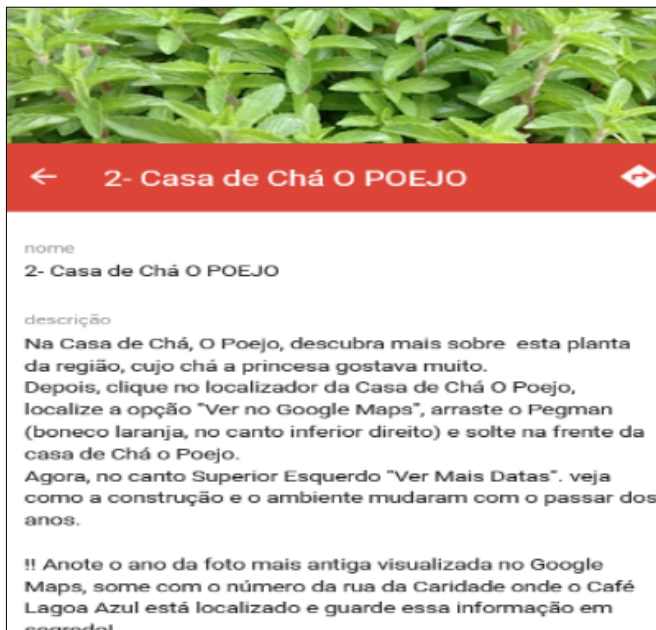 2- Casa de Chá O POEJO
nome
2- Casa de Chá O POEJO
descrição
Na Casa de Chá, O Poejo, descubra mais sobre esta planta
da região, cujo chá a princesa gostava muito.
Depois, clique no localizador da Casa de Chá O Poejo,
localize a opção "Ver no Google Maps", arraste o Pegman
(boneco laranja, no canto inferior direito) e solte na frente da
casa de Chá o Poejo.
Agora, no canto Superior Esquerdo "Ver Mais Datas". veja
como a construção e o ambiente mudaram com o passar dos
anos.
!! Anote o ano da foto mais antiga visualizada no Google
Maps, some com o número da rua da Caridade onde o Café
Lagoa Azul está localizado e guarde essa informação em
segredo!